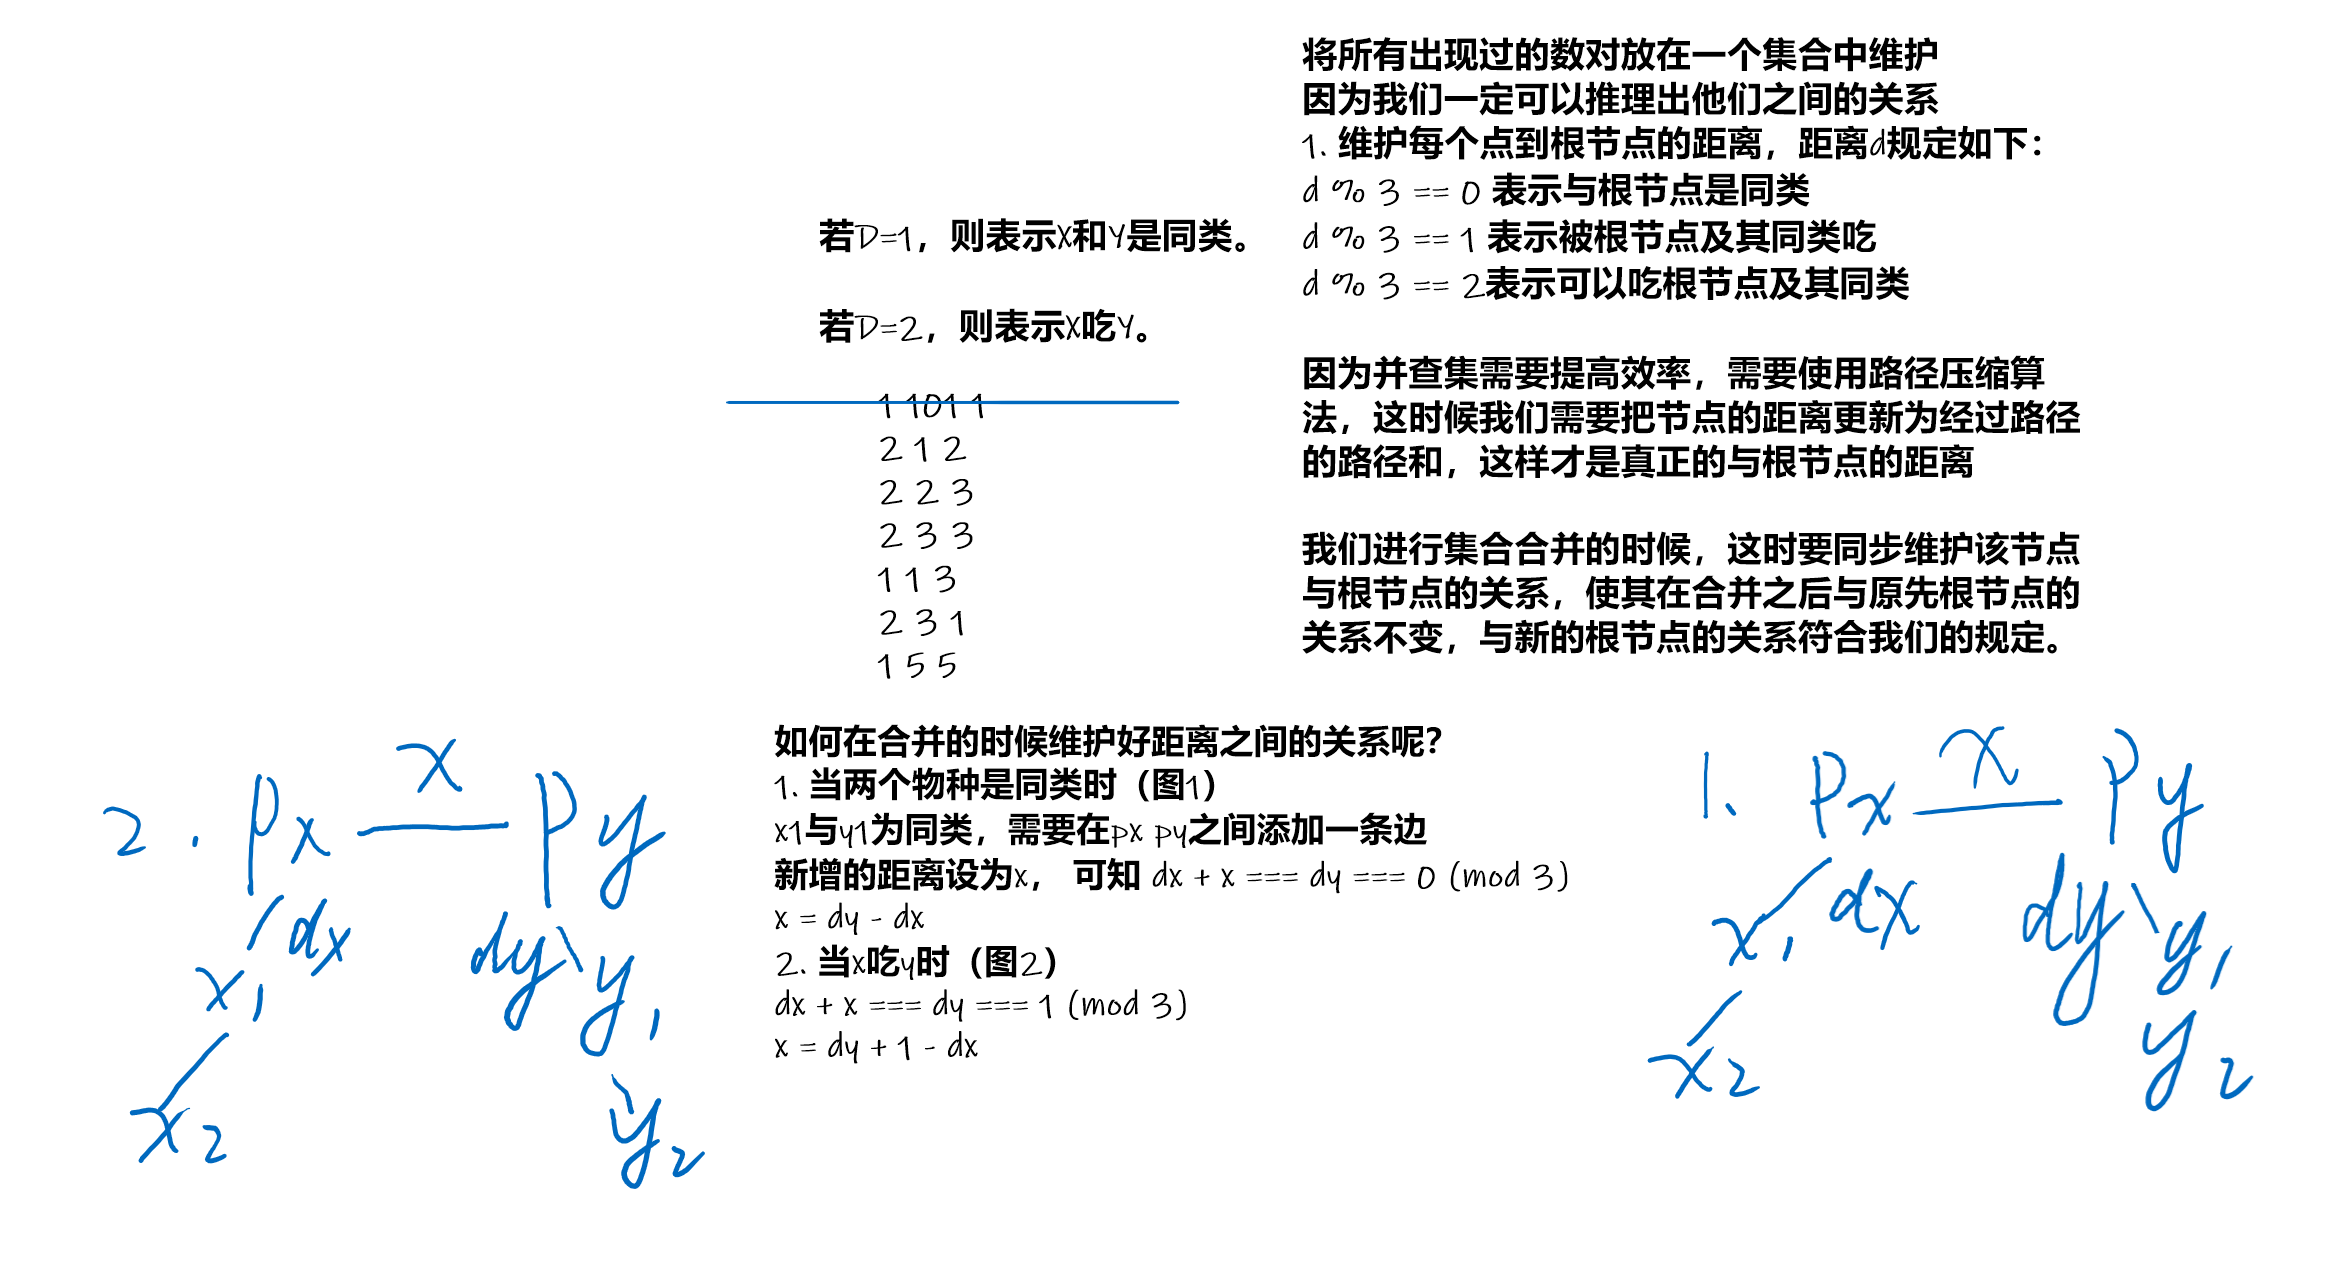 将所有出现过的数对放在一个集合中维护
因为我们一定可以推理出他们之间的关系
1. 维护每个点到根节点的距离，距离d规定如下：
d % 3 == 0 表示与根节点是同类
d % 3 == 1 表示被根节点及其同类吃
d % 3 == 2表示可以吃根节点及其同类
因为并查集需要提高效率，需要使用路径压缩算
法，这时候我们需要把节点的距离更新为经过路径
的路径和，这样才是真正的与根节点的距离
我们进行集合合并的时候，这时要同步维护该节点
与根节点的关系，使其在合并之后与原先根节点的
关系不变，与新的根节点的关系符合我们的规定。
若D=1，则表示X和Y是同类。
若D=2，则表示X吃Y。
1 101 1
2 1 2
2 2 3
2 3 3
1 1 3
2 3 1
1 5 5
如何在合并的时候维护好距离之间的关系呢？
1. 当两个物种是同类时（图1）
x1与y1为同类，需要在px py之间添加一条边
新增的距离设为x， 可知 dx + x === dy === 0 (mod 3)
x = dy - dx
2. 当x吃y时（图2）
dx + x === dy === 1 (mod 3)
x = dy + 1 - dx
2. Px x Py
dx dy
x1 y1
x2 y2
1. Px x Py
dx dy
x1 y1
x2 y2